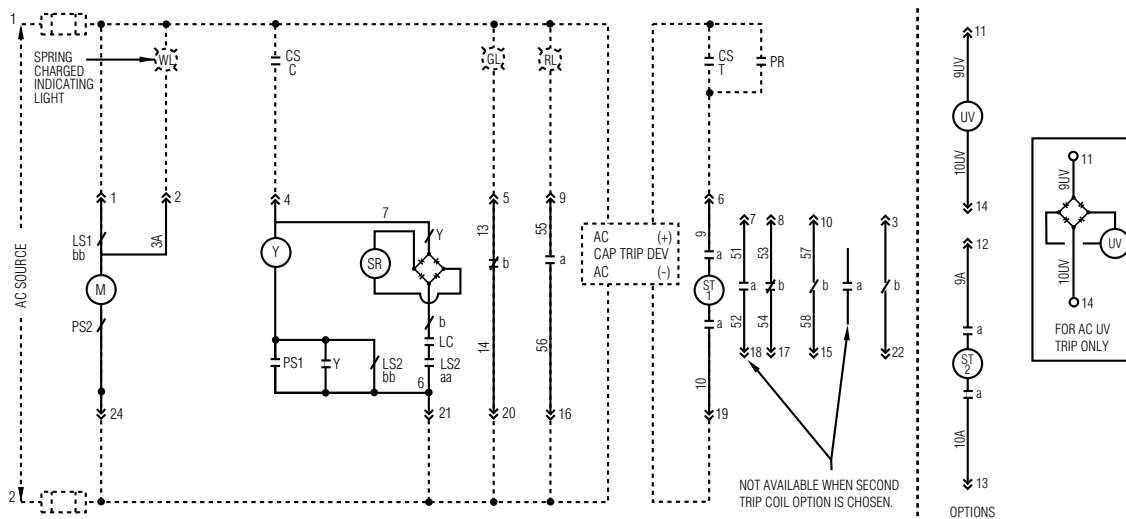 1
SPRING
CHARGED
INDICATING
LIGHT
WL
CS
C
GL
RL
CS
T
PR
11
9UV
UV
10UV
14
11
9UV
UV
10UV
14
FOR AC UV
TRIP ONLY
AC SOURCE
1
2
4
5
9
6
7
8
10
3
LS1
bb
3A
M
PS2
24
7
Y
SR
Y
b
LC
LS2
aa
PS1
Y
LS2
bb
6
21
13
b
14
20
55
a
56
16
AC (+)
CAP TRIP DEV
AC (-)
9
a
ST
1
a
10
19
51
a
52
18
53
b
54
17
57
b
58
15
a
b
22
12
9A
a
ST
2
a
10A
13
NOT AVAILABLE WHEN SECOND
TRIP COIL OPTION IS CHOSEN.
OPTIONS
2